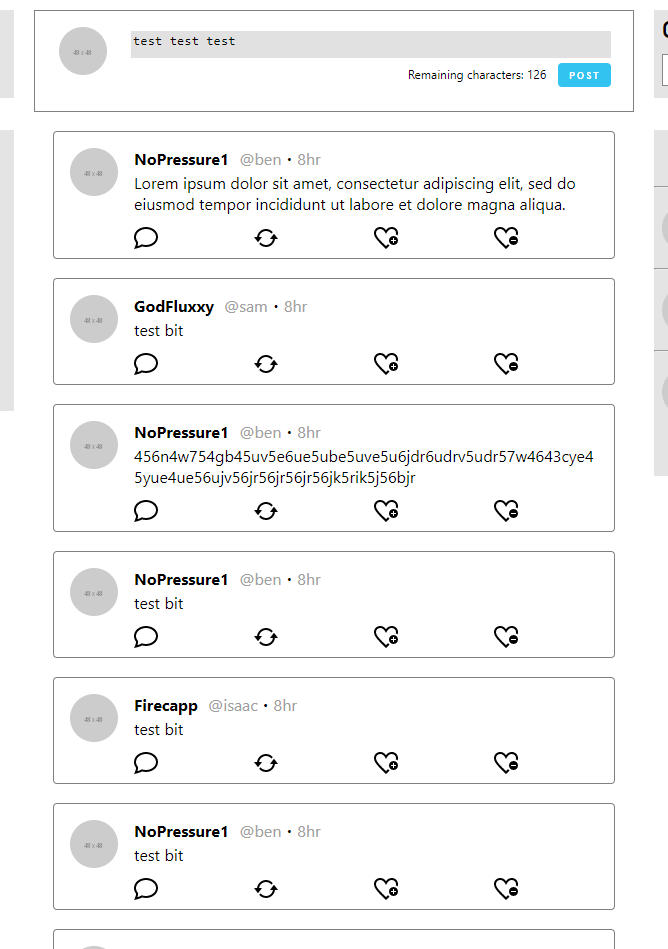 48 x 48
test test test
Remaining characters: 126 POST
48 x 48
NoPressure1 @ben • 8hr
Lorem ipsum dolor sit amet, consectetur adipiscing elit, sed do
eiusmod tempor incididunt ut labore et dolore magna aliqua.
48 x 48
GodFluxxy @sam • 8hr
test bit
48 x 48
NoPressure1 @ben • 8hr
456n4w754gb45uv5e6ue5ube5uve5u6jdr6udrv5udr57w4643cye4
5yue4ue56ujv56jr56jr56jr56jk5rik5j56bjr
48 x 48
NoPressure1 @ben • 8hr
test bit
48 x 48
Firecapp @isaac • 8hr
test bit
48 x 48
NoPressure1 @ben • 8hr
test bit